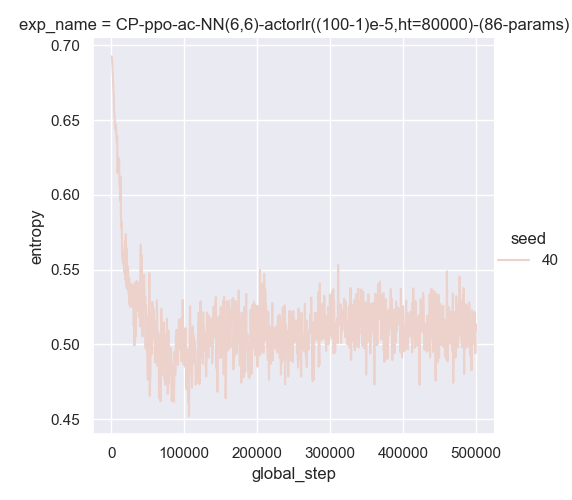 exp_name = CP-ppo-ac-NN(6,6)-actorlr((100-1)e-5,ht=80000)-(86-params)
0.70
0.65
0.60
0.55
0.50
0.45
entropy
0 100000 200000 300000 400000 500000
global_step
seed
40